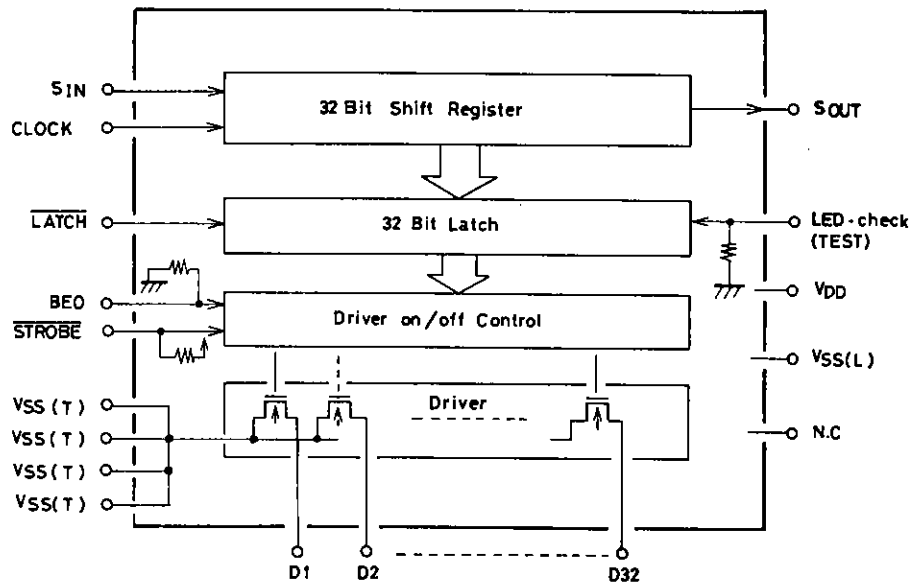 SIN
CLOCK
32 Bit Shift Register
SOUT
LATCH
32 Bit Latch
LED-check
(TEST)
BEO
STROBE
Driver on/off Control
VDD
VSS(L)
VSS(T)
VSS(T)
VSS(T)
VSS(T)
Driver
N.C
D1
D2
D32